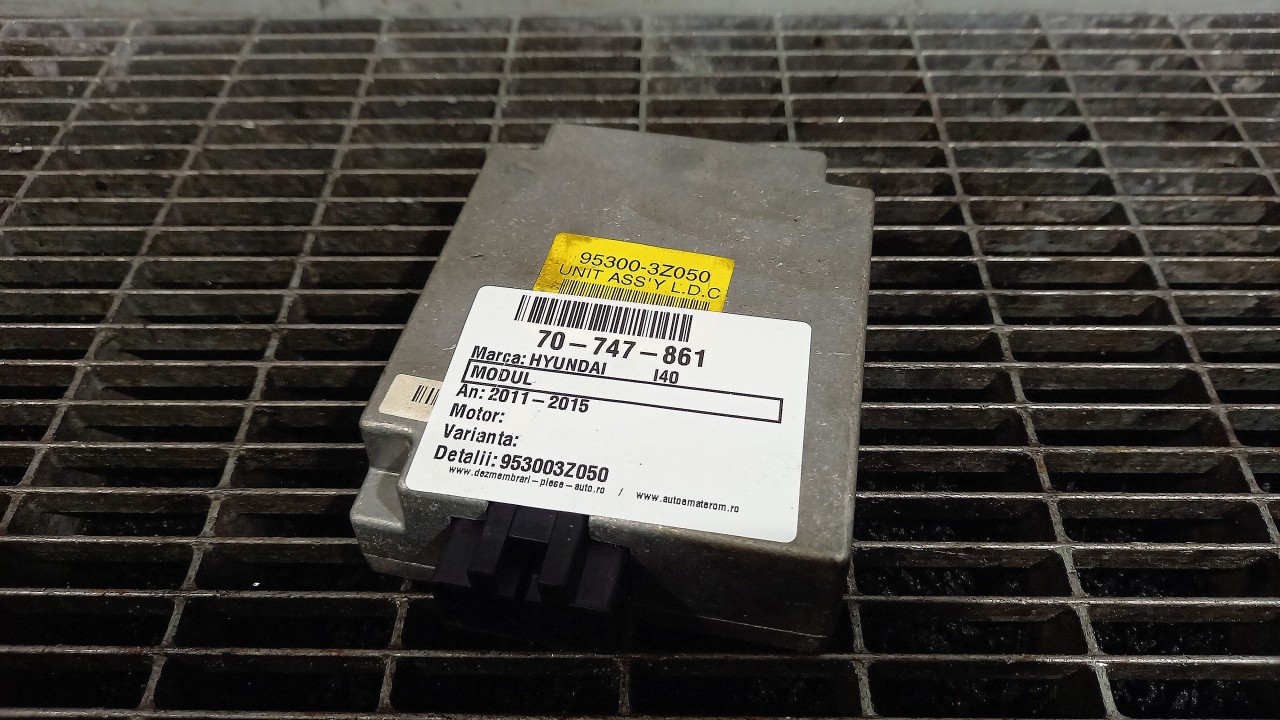 95300-3Z050
UNIT ASS'Y L.D.C
70-747-861
Marca: HYUNDAI I40
MODUL
An: 2011-2015
Motor:
Varianta:
Detalii: 953003Z050
www.dezmembrari-piese-auto.ro / www.autoematerom.ro